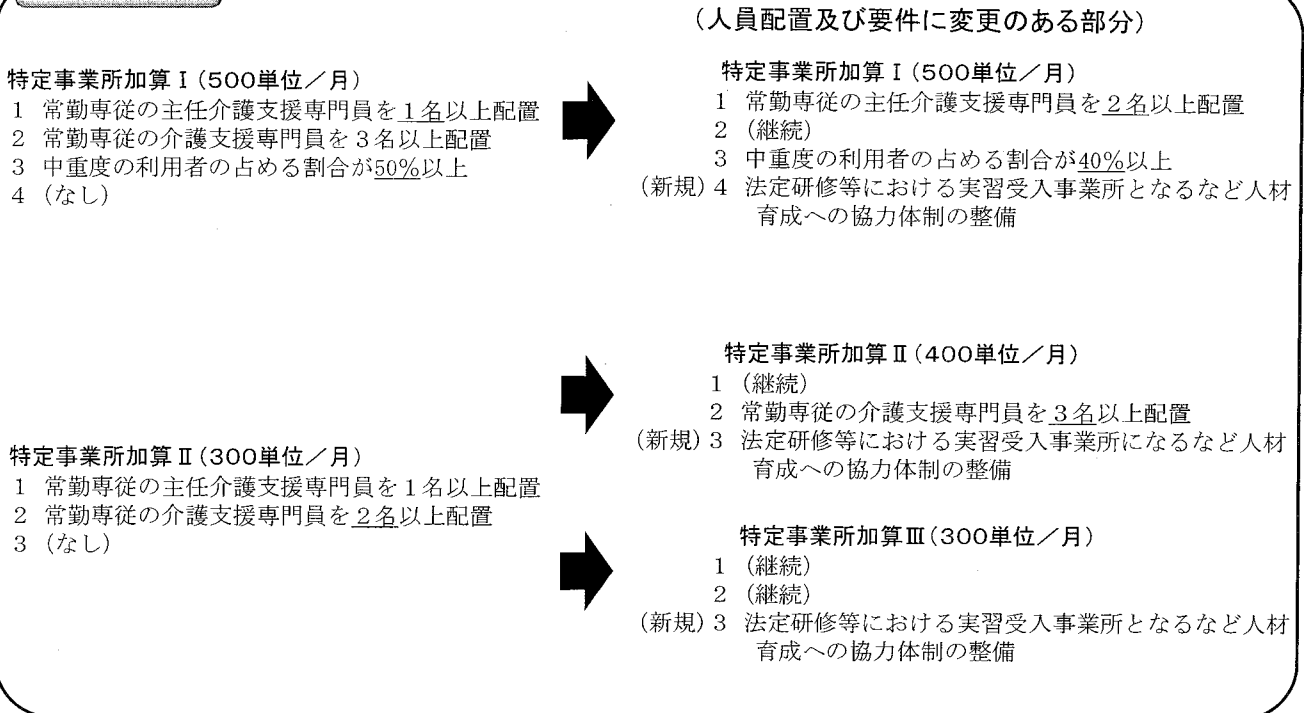 (人員配置及び要件に変更のある部分)
特定事業所加算Ⅰ(500単位/月)
1 常勤専従の主任介護支援専門員を1名以上配置
2 常勤専従の介護支援専門員を3名以上配置
3 中重度の利用者の占める割合が50%以上
4 (なし)
特定事業所加算Ⅰ(500単位/月)
1 常勤専従の主任介護支援専門員を2名以上配置
2 (継続)
3 中重度の利用者の占める割合が40%以上
(新規) 4 法定研修等における実習受入事業所となるなど人材
育成への協力体制の整備
特定事業所加算Ⅱ(400単位/月)
1 (継続)
2 常勤専従の介護支援専門員を3名以上配置
(新規) 3 法定研修等における実習受入事業所になるなど人材
育成への協力体制の整備
特定事業所加算Ⅱ(300単位/月)
1 常勤専従の主任介護支援専門員を1名以上配置
2 常勤専従の介護支援専門員を2名以上配置
3 (なし)
特定事業所加算Ⅲ(300単位/月)
1 (継続)
2 (継続)
(新規) 3 法定研修等における実習受入事業所となるなど人材
育成への協力体制の整備